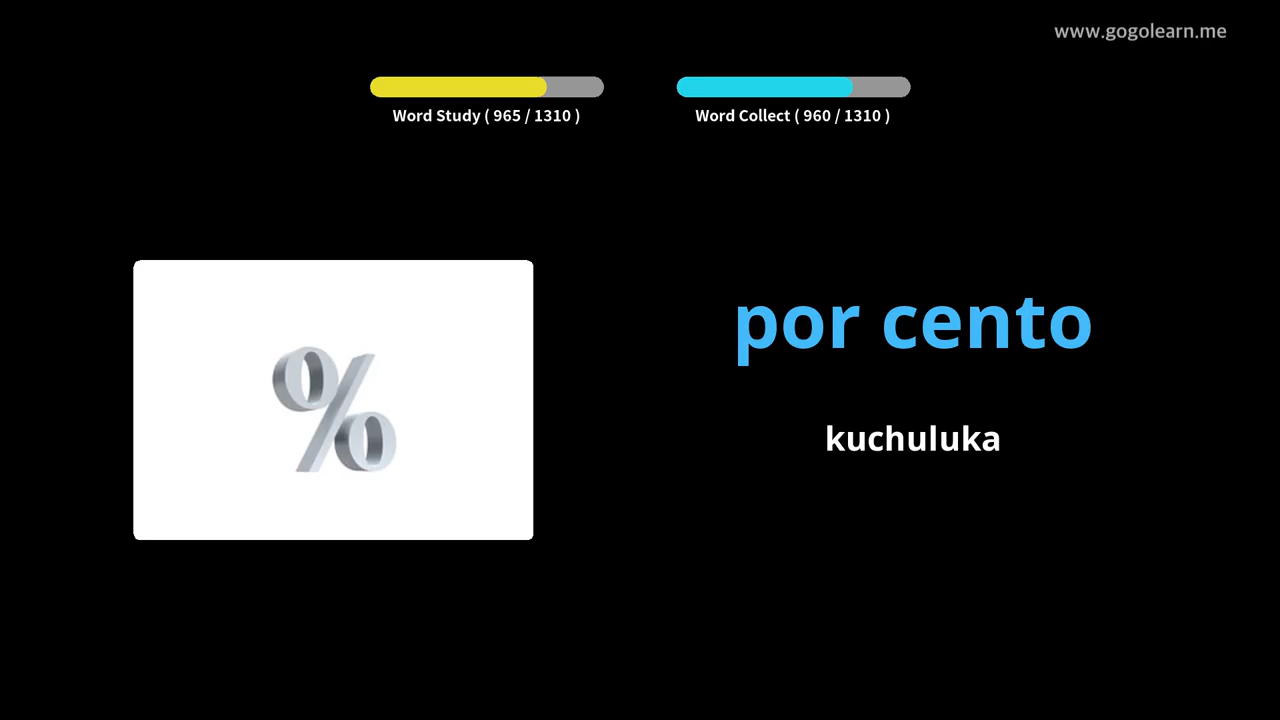 www.gogolearn.me
Word Study ( 965 / 1310 )
Word Collect ( 960 / 1310 )
%
por cento
kuchuluka